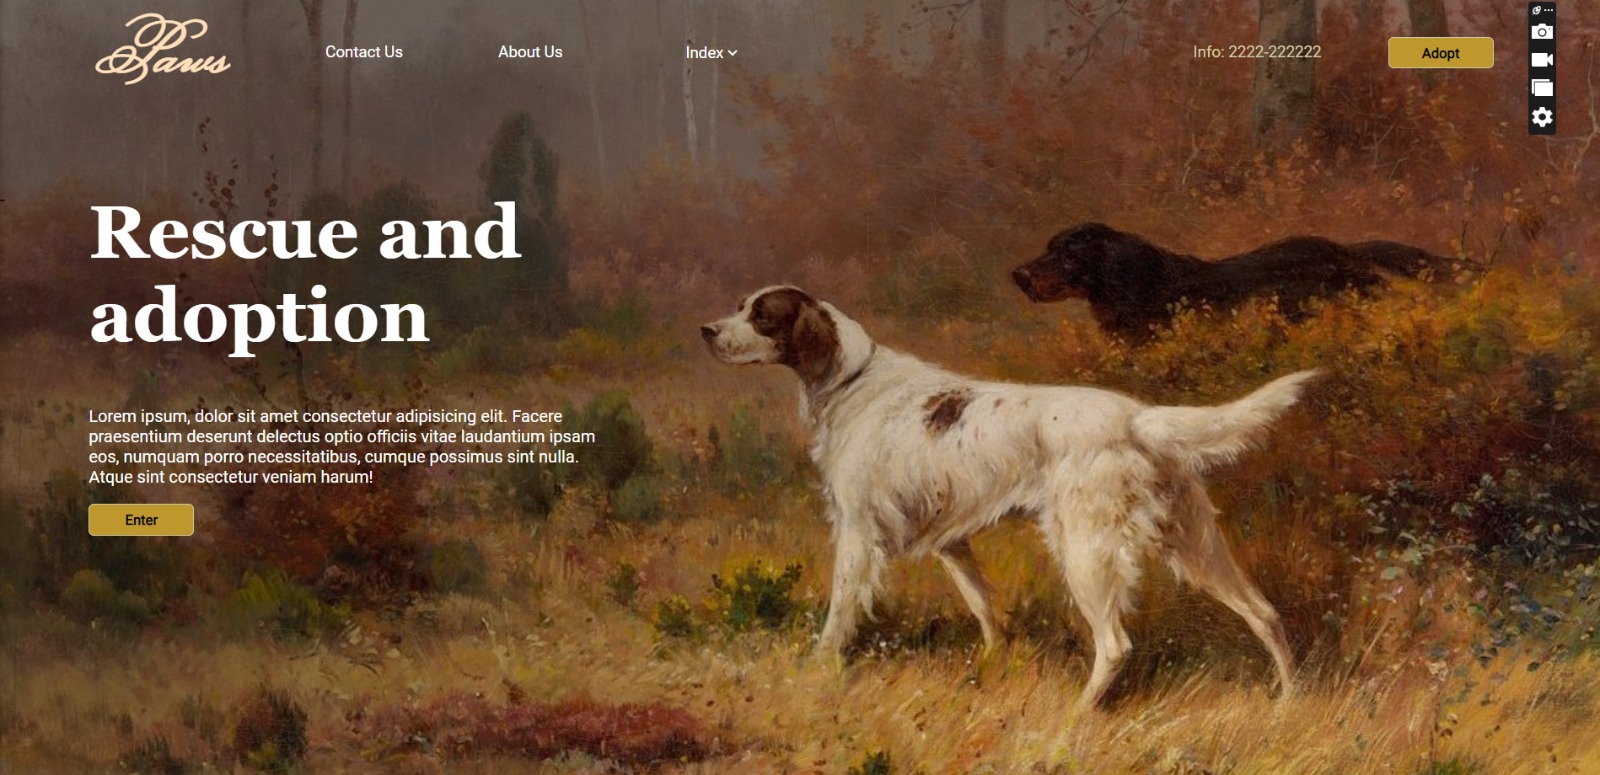 Paws
Contact Us
About Us
Index
Info: 2222-222222
Adopt
Rescue and
adoption
Lorem ipsum, dolor sit amet consectetur adipisicing elit. Facere
praesentium deserunt delectus optio officiis vitae laudantium ipsam
eos, numquam porro necessitatibus, cumque possimus sint nulla.
Atque sint consectetur veniam harum!
Enter